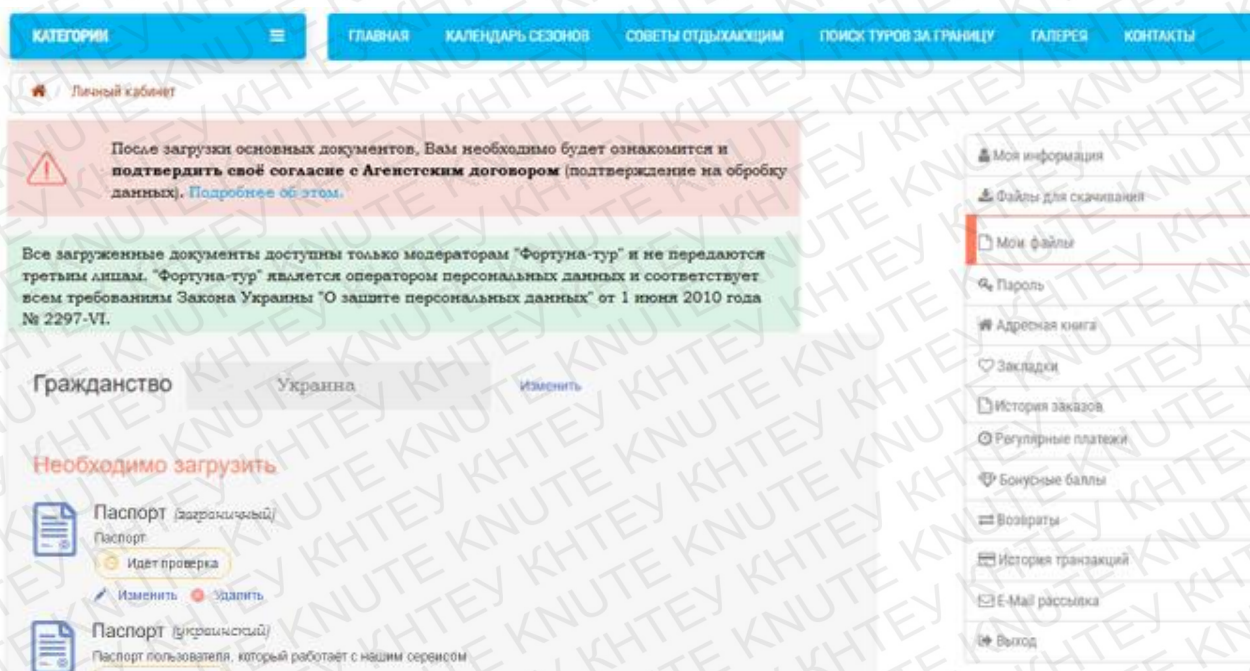 КАТЕГОРИИ
ГЛАВНАЯ КАЛЕНДАРЬ СЕЗОНОВ СОВЕТЫ ОТДЫХАЮЩИМ ПОИСК ТУРОВ ЗА ГРАНИЦУ ГАЛЕРЕЯ КОНТАКТЫ
/ Личный кабинет
После загрузки основных документов, Вам необходимо будет ознакомится и
подтвердить своё согласие с Агенстским договором (подтверждение на обробку
данных). Подробнее об этом.
Все загруженные документы доступны только модераторам "Фортуна-тур" и не передаются
третьим лицам. "Фортуна-тур" является оператором персональных данных и соответствует
всем требованиям Закона Украины "О защите персональных данных" от 1 июня 2010 года
№ 2297-VI.
Гражданство Украина Изменить
Необходимо загрузить
Паспорт (заграничный)
Паспорт
Идёт проверка
Изменить Удалить
Паспорт (украинский)
Паспорт пользователя, который работает с нашим сервисом
Моя информация
Файлы для скачивания
Мои файлы
Пароль
Адресная книга
Закладки
История заказов
Регулярные платежи
Бонусные баллы
Возвраты
История транзакций
E-Mail рассылка
Выход
KNUTE KHTEY